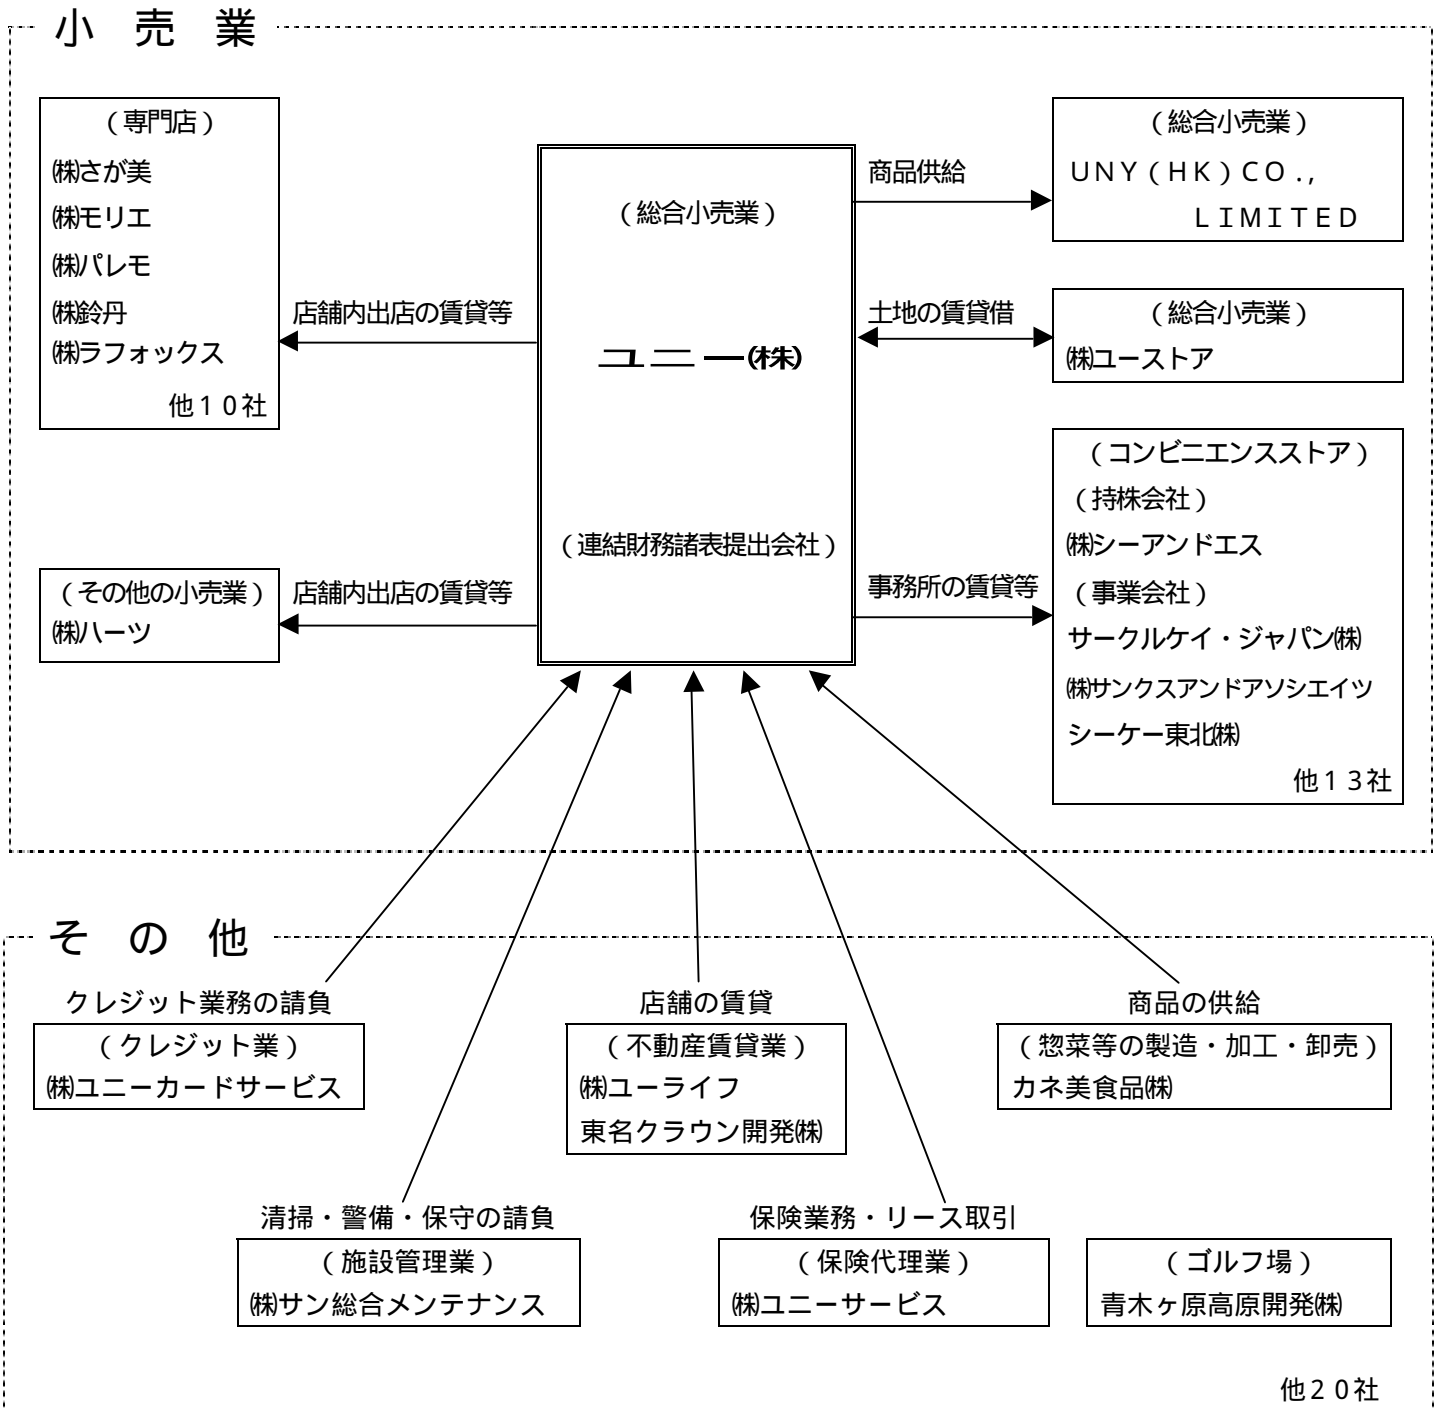 小 売 業
（専門店）
㈱さが美
㈱モリエ
㈱パレモ
㈱鈴丹
㈱ラフォックス
他１０社
店舗内出店の賃貸等
（その他の小売業）
㈱ハーツ
店舗内出店の賃貸等
（総合小売業）
ユニー㈱
（連結財務諸表提出会社）
商品供給
土地の賃貸借
事務所の賃貸等
（総合小売業）
ＵＮＹ（ＨＫ）ＣＯ.,
ＬＩＭＩＴＥＤ
（総合小売業）
㈱ユーストア
（コンビニエンスストア）
（持株会社）
㈱シーアンドエス
（事業会社）
サークルケイ・ジャパン㈱
㈱サンクスアンドアソシエイツ
シーケー東北㈱
他１３社
そ の 他
クレジット業務の請負
（クレジット業）
㈱ユニーカードサービス
店舗の賃貸
（不動産賃貸業）
㈱ユーライフ
東名クラウン開発㈱
商品の供給
（惣菜等の製造・加工・卸売）
カネ美食品㈱
清掃・警備・保守の請負
（施設管理業）
㈱サン総合メンテナンス
保険業務・リース取引
（保険代理業）
㈱ユニーサービス
（ゴルフ場）
青木ヶ原高原開発㈱
他２０社